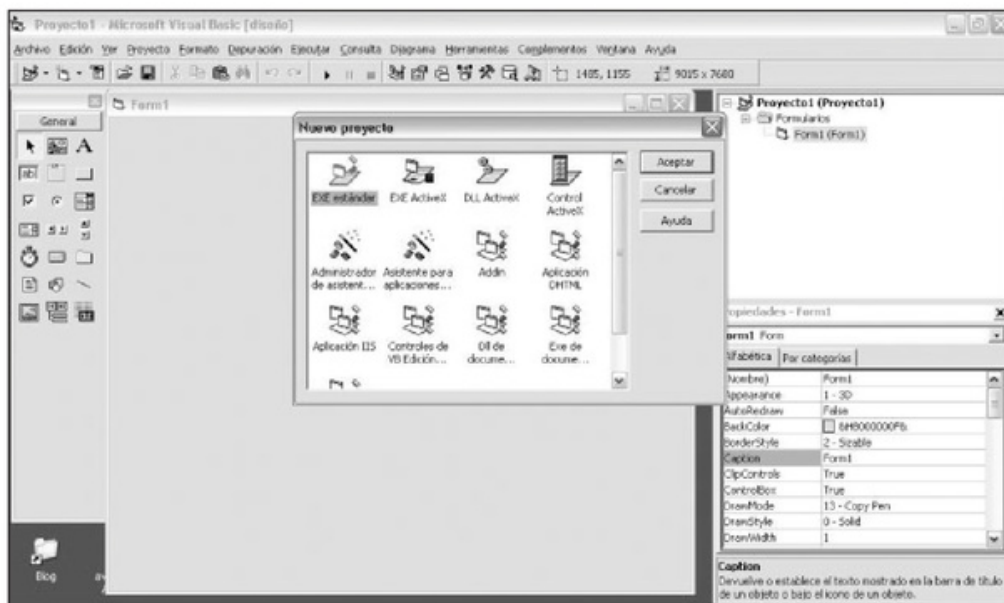 Proyecto1 - Microsoft Visual Basic [diseño]
Archivo Edición Ver Proyecto Formato Depuración Ejecutar Consulta Diagrama Herramientas Complementos Ventana Ayuda
1485, 1155 9015 x 7680
General
Form1
Nuevo proyecto
EXE estándar EXE ActiveX DLL ActiveX Control ActiveX
Administrador de asistent... Asistente para aplicaciones... Addin Aplicación DHTML
Aplicación IIS Controles de VB Edición... Dll de docume... Exe de docume...
Aceptar
Cancelar
Ayuda
Proyecto1 (Proyecto1)
Formularios
Form1 (Form1)
ropiedades - Form1
orm1 Form
lfabética Por categorías
(Nombre) Form1
Appearance 1 - 3D
AutoRedraw False
BackColor &H8000000F&
BorderStyle 2 - Sizable
Caption Form1
ClipControls True
ControlBox True
DrawMode 13 - Copy Pen
DrawStyle 0 - Solid
DrawWidth 1
Caption
Devuelve o establece el texto mostrado en la barra de título
de un objeto o bajo el icono de un objeto.
Blog